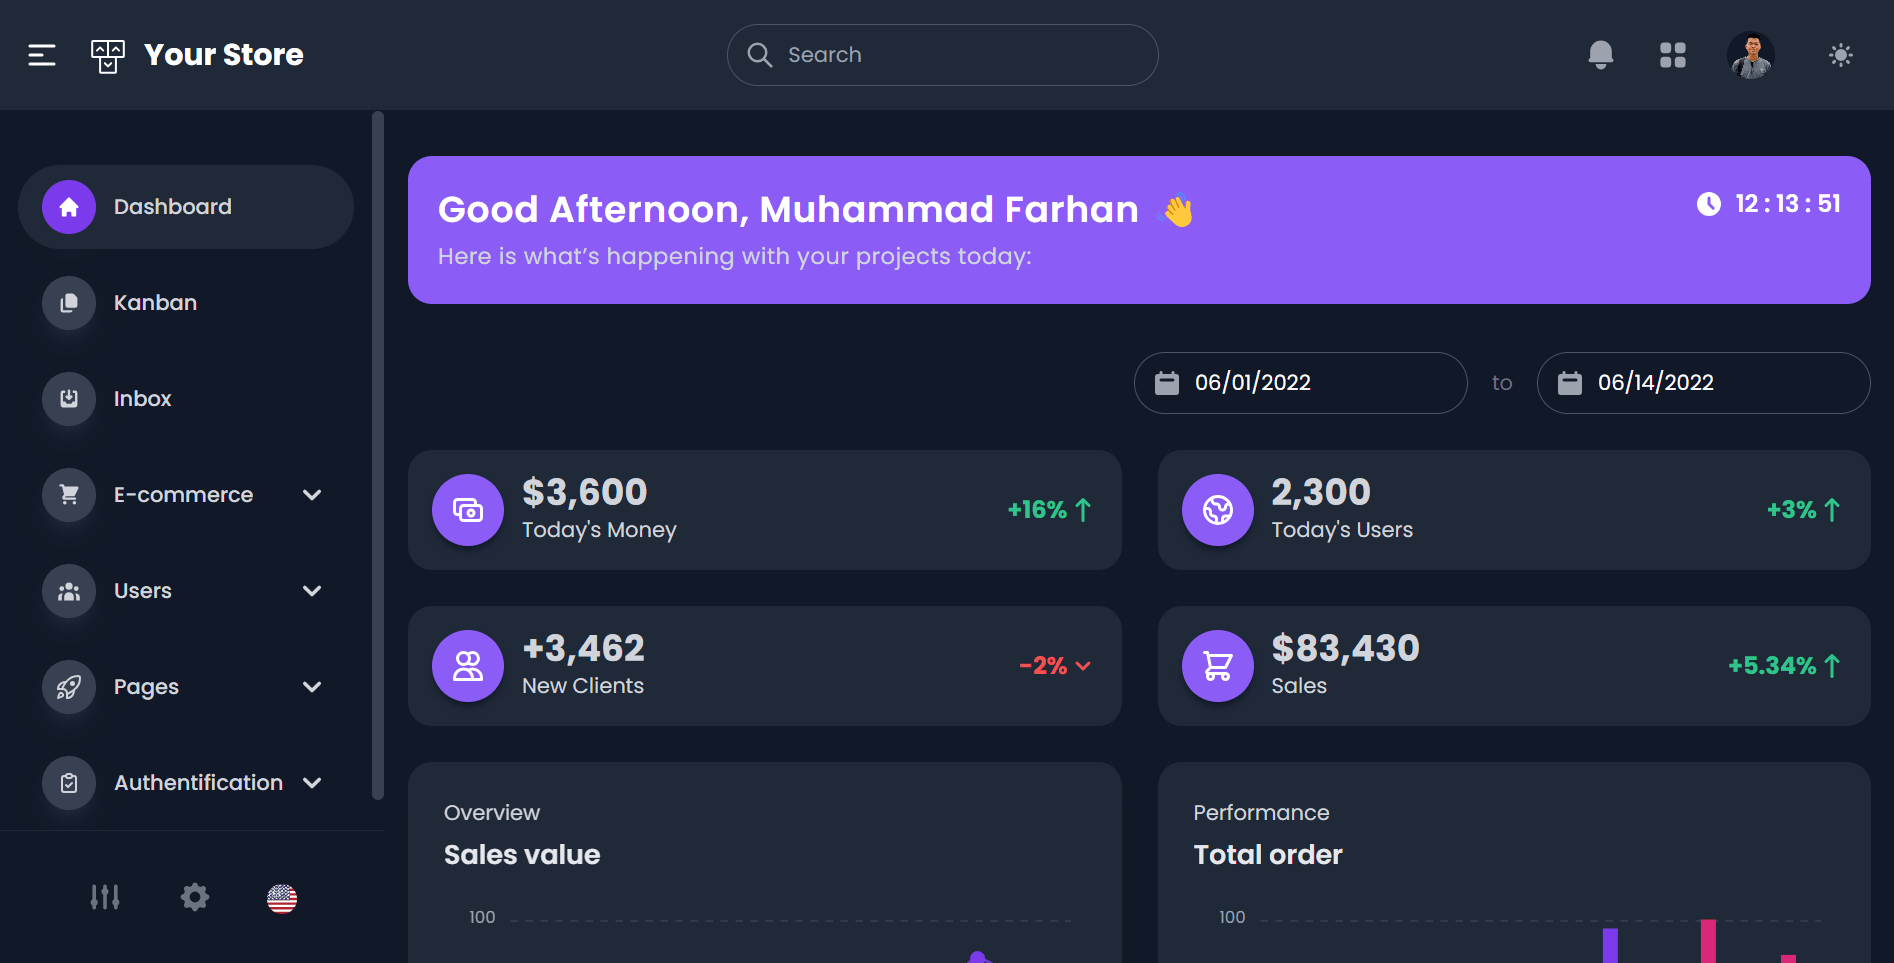 Your Store
Search
Dashboard
Kanban
Inbox
E-commerce
Users
Pages
Authentification
Good Afternoon, Muhammad Farhan 👋
Here is what’s happening with your projects today:
12 : 13 : 51
06/01/2022 to 06/14/2022
$3,600
Today's Money
+16%
2,300
Today's Users
+3%
+3,462
New Clients
-2%
$83,430
Sales
+5.34%
Overview
Sales value
100
Performance
Total order
100